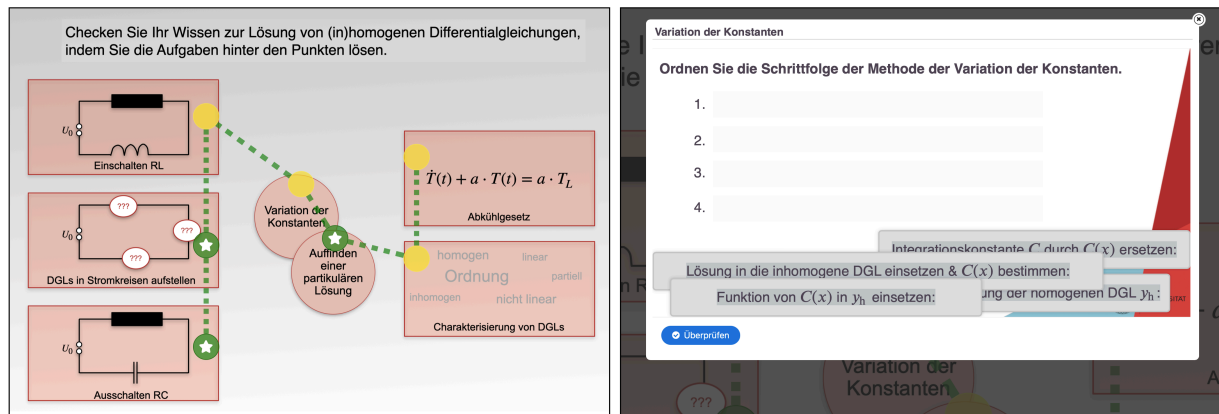 Checken Sie Ihr Wissen zur Lösung von (in)homogenen Differentialgleichungen,
indem Sie die Aufgaben hinter den Punkten lösen.
U₀
Einschalten RL
???
U₀
???
???
DGLs in Stromkreisen aufstellen
U₀
Ausschalten RC
Variation der
Konstanten
Auffinden
einer
partikulären
Lösung
Ṫ(t) + a · T(t) = a · T_L
Abkühlgesetz
homogen
linear
Ordnung
partiell
inhomogen
nicht linear
Charakterisierung von DGLs
Variation der Konstanten
Ordnen Sie die Schrittfolge der Methode der Variation der Konstanten.
1.
2.
3.
4.
Integrationskonstante C durch C(x) ersetzen:
Lösung in die inhomogene DGL einsetzen & C(x) bestimmen:
Funktion von C(x) in y_h einsetzen:
der homogenen DGL y_h:
Überprüfen
Variation der
Konstanten
???